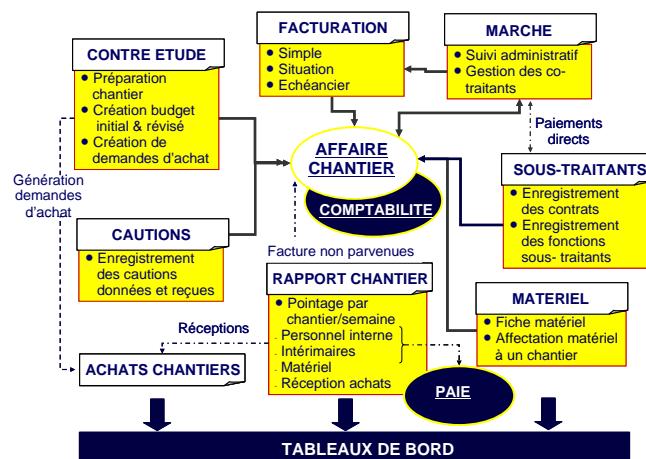 FACTURATION
Simple
Situation
Echéancier
MARCHE
Suivi administratif
Gestion des co-
traitants
CONTRE ETUDE
Préparation
chantier
Création budget
initial & révisé
Création de
demandes d'achat
Paiements
directs
AFFAIRE
CHANTIER
COMPTABILITE
SOUS-TRAITANTS
Enregistrement
des contrats
Enregistrement
des fonctions
sous- traitants
Génération
demandes
d'achat
CAUTIONS
Enregistrement
des cautions
données et reçues
Facture non parvenues
RAPPORT CHANTIER
Pointage par
chantier/semaine
Personnel interne
Intérimaires
Matériel
Réception achats
MATERIEL
Fiche matériel
Affectation matériel
à un chantier
Réceptions
ACHATS CHANTIERS
PAIE
TABLEAUX DE BORD